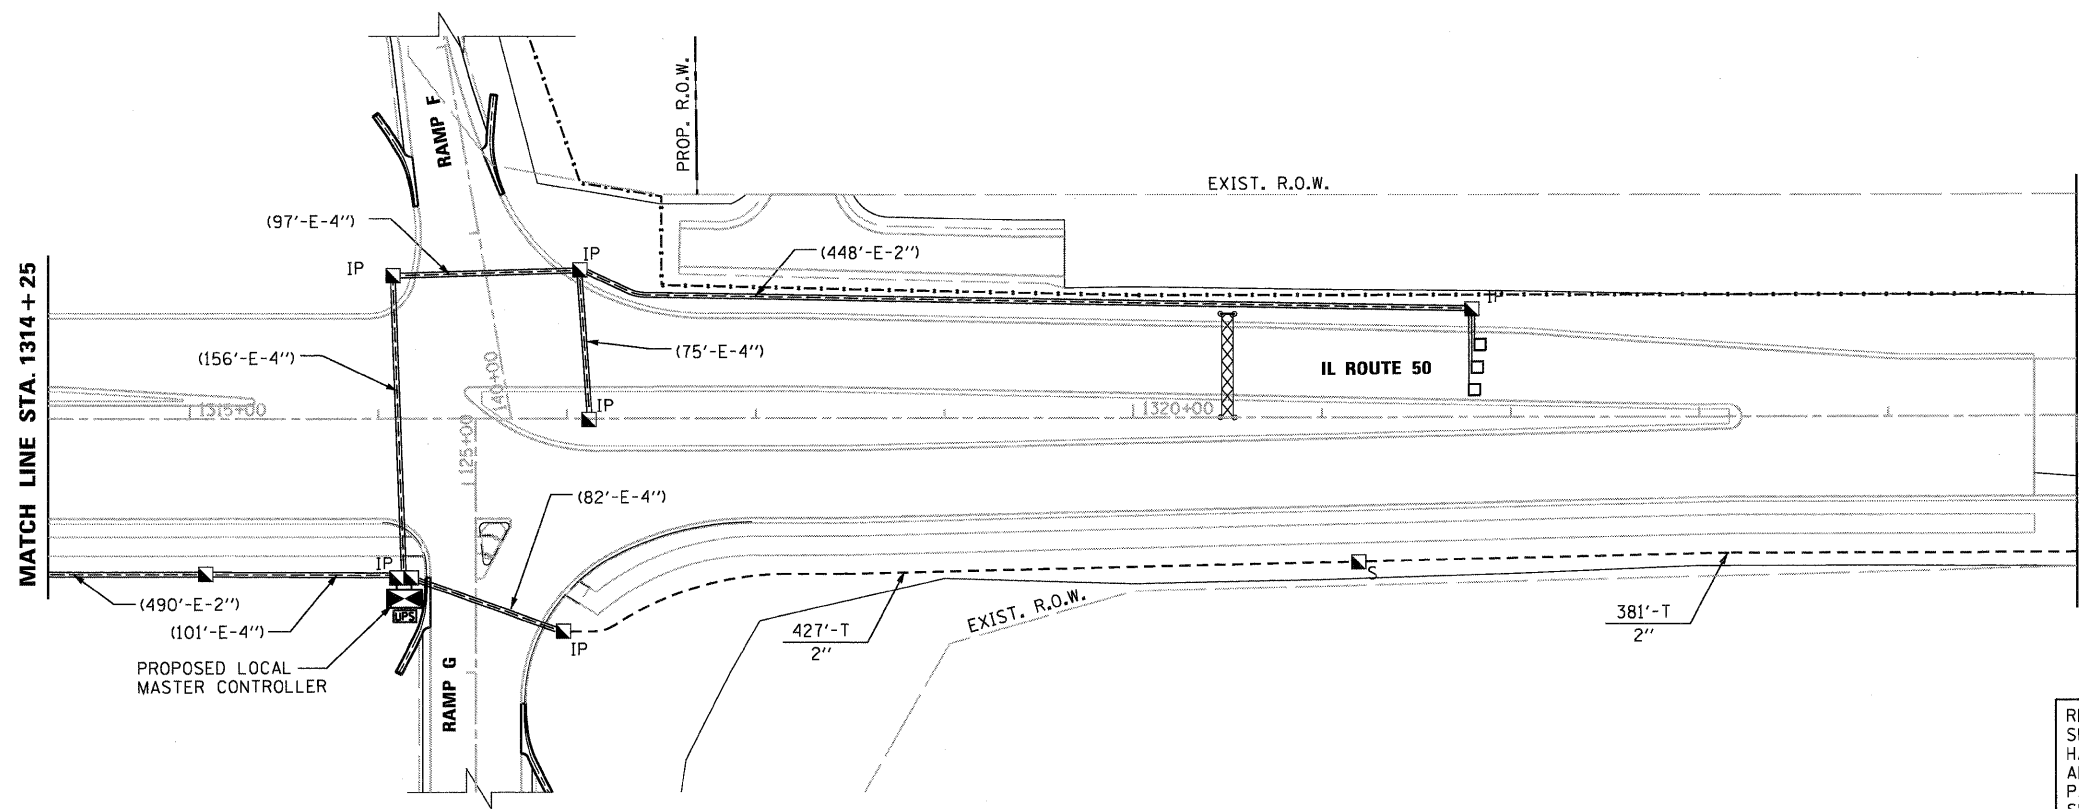 PROP. R.O.W.
RAMP F
EXIST. R.O.W.
(97'-E-4'')
IP
IP
(448'-E-2'')
IP
MATCH LINE STA. 1314+25
(156'-E-4'')
(75'-E-4'')
140+00
IL ROUTE 50
1315+00
IP
1320+00
125+00
(82'-E-4'')
IP
S
(490'-E-2'')
(101'-E-4'')
UPS
IP
EXIST. R.O.W.
427'-T
2''
381'-T
2''
PROPOSED LOCAL
MASTER CONTROLLER
RAMP G